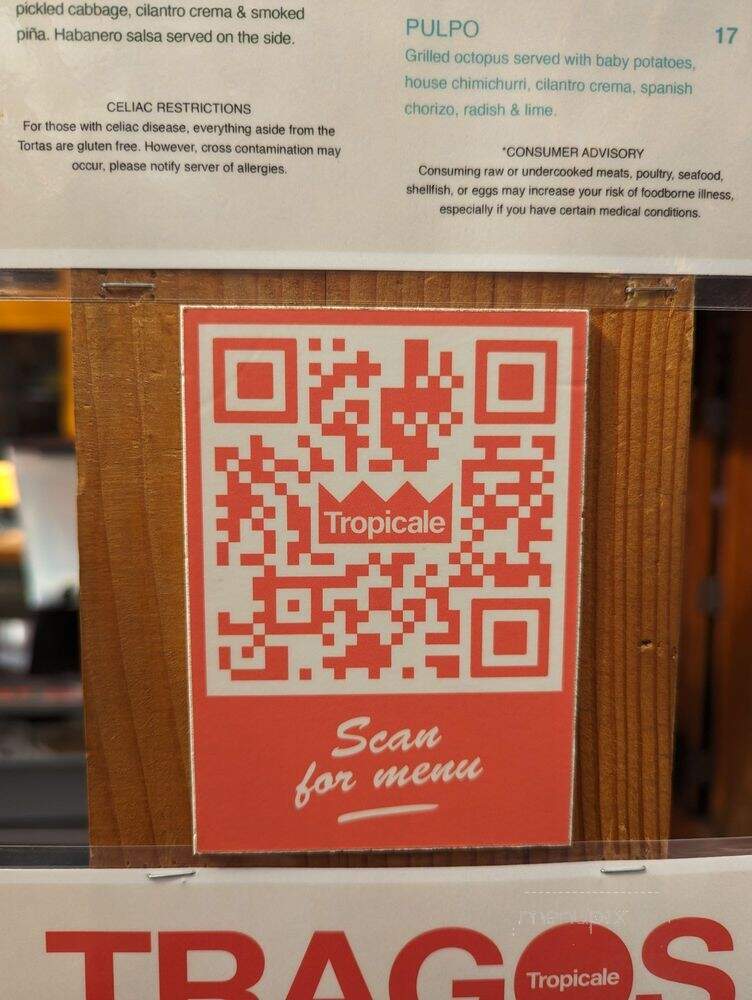 pickled cabbage, cilantro crema & smoked
piña. Habanero salsa served on the side.
CELIAC RESTRICTIONS
For those with celiac disease, everything aside from the
Tortas are gluten free. However, cross contamination may
occur, please notify server of allergies.
PULPO 17
Grilled octopus served with baby potatoes,
house chimichurri, cilantro crema, spanish
chorizo, radish & lime.
*CONSUMER ADVISORY
Consuming raw or undercooked meats, poultry, seafood,
shellfish, or eggs may increase your risk of foodborne illness,
especially if you have certain medical conditions.
Tropicale
Scan
for menu
TRAGOS
Tropicale